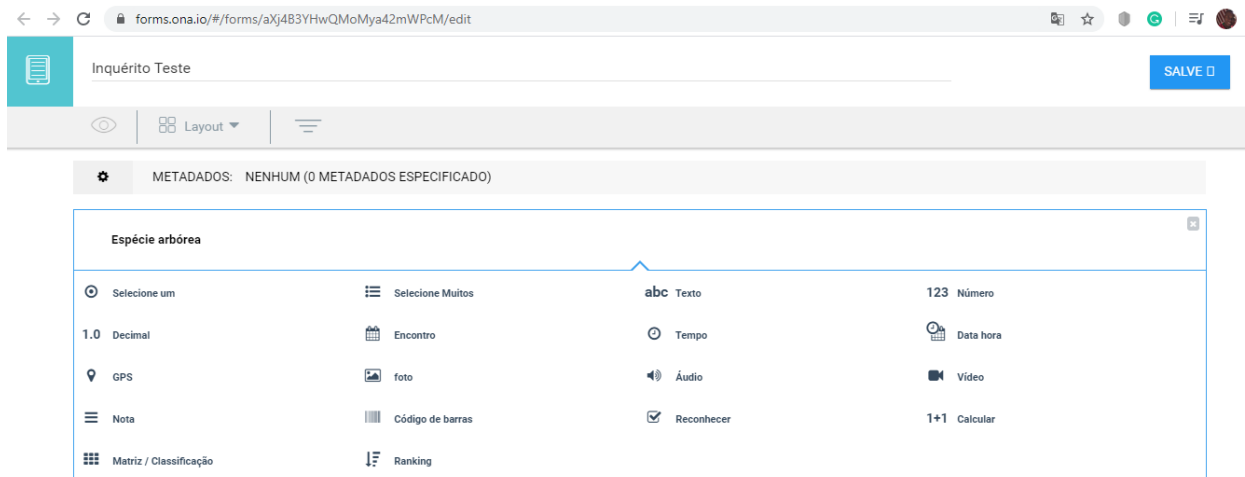 forms.ona.io/#/forms/aXj4B3YHwQMoMya42mWPcM/edit
Inquérito Teste
SALVE
Layout
METADADOS: NENHUM (0 METADADOS ESPECIFICADO)
Espécie arbórea
Selecione um
Selecione Muitos
abc Texto
123 Número
1.0 Decimal
Encontro
Tempo
Data hora
GPS
foto
Áudio
Vídeo
Nota
Código de barras
Reconhecer
1+1 Calcular
Matriz / Classificação
Ranking